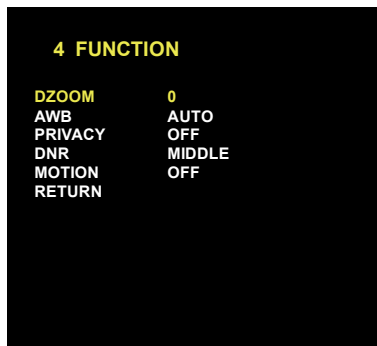 4 FUNCTION
DZOOM 0
AWB AUTO
PRIVACY OFF
DNR MIDDLE
MOTION OFF
RETURN